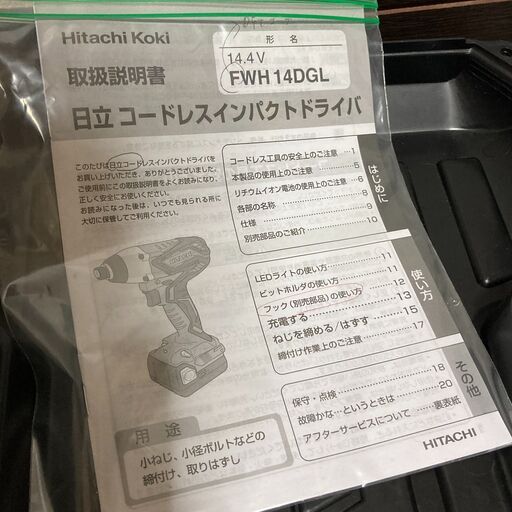 Hitachi Koki
取扱説明書
形名
14.4V
FWH 14DGL
日立コードレスインパクトドライバ
このたびは日立コードレスインパクトドライバを
お買い上げいただき、ありがとうございました。
ご使用前にこの取扱説明書をよくお読みになり、
正しく安全にお使いください。
お読みになった後は、いつでも見られる所に
大切に保管してご利用ください。
コードレス工具の安全上のご注意 …1
本製品の使用上のご注意 ………5
リチウムイオン電池の使用上のご注意 …6
各部の名称 ………8
仕様 ………9
別売部品のご紹介 ………10
はじめに
LEDライトの使い方 ………11
ビットホルダの使い方 ………11
フック(別売部品)の使い方 ………12
充電する ………13
ねじを締める/はずす ………15
締付け作業上のご注意 ………17
使い方
保守・点検 ………18
故障かな…というときは ………20
アフターサービスについて ……裏表紙
その他
用途
小ねじ、小径ボルトなどの
締付け、取りはずし
HITACHI